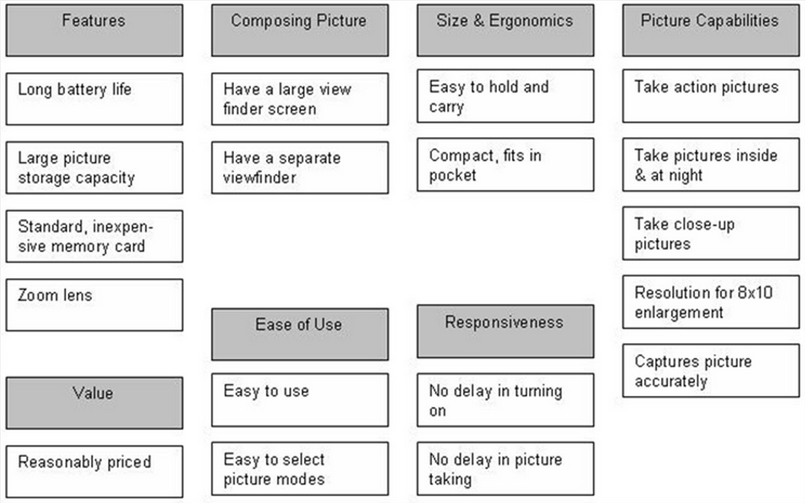 Features
Long battery life
Large picture
storage capacity
Standard, inexpen-
sive memory card
Zoom lens
Value
Reasonably priced
Composing Picture
Have a large view
finder screen
Have a separate
viewfinder
Ease of Use
Easy to use
Easy to select
picture modes
Size & Ergonomics
Easy to hold and
carry
Compact, fits in
pocket
Responsiveness
No delay in turning
on
No delay in picture
taking
Picture Capabilities
Take action pictures
Take pictures inside
& at night
Take close-up
pictures
Resolution for 8x10
enlargement
Captures picture
accurately